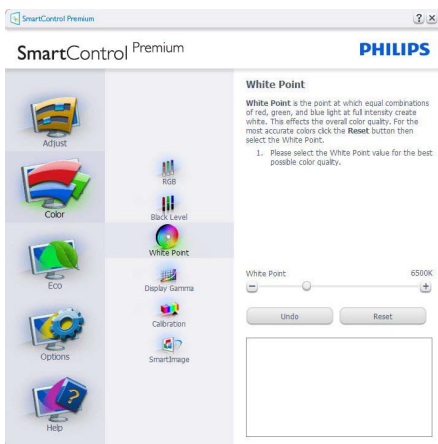 SmartControl Premium
? ×
SmartControl Premium
PHILIPS
Adjust
Color
Eco
Options
Help
RGB
Black Level
White Point
Display Gamma
Calibration
SmartImage
White Point
White Point is the point at which equal combinations
of red, green, and blue light at full intensity create
white. This effects the overall color quality. For the
most accurate colors click the Reset button then
select the White Point.
1. Please select the White Point value for the best
possible color quality.
White Point 6500K
Undo Reset